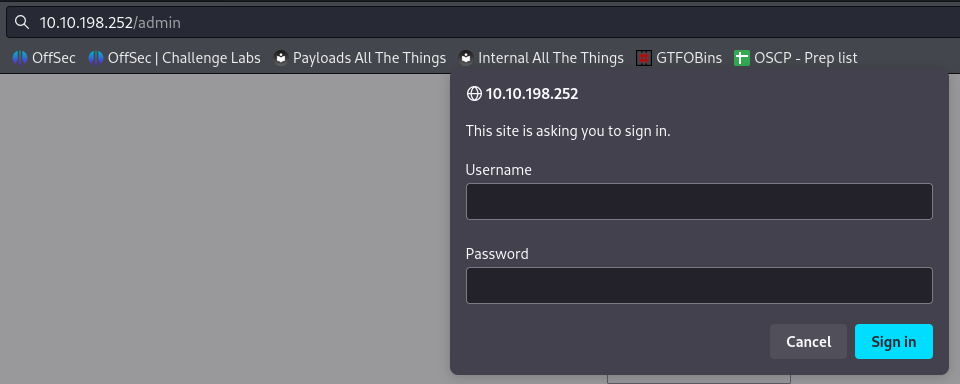 10.10.198.252/admin
OffSec OffSec | Challenge Labs Payloads All The Things Internal All The Things GTFOBins OSCP - Prep list
10.10.198.252
This site is asking you to sign in.
Username
Password
Cancel Sign in